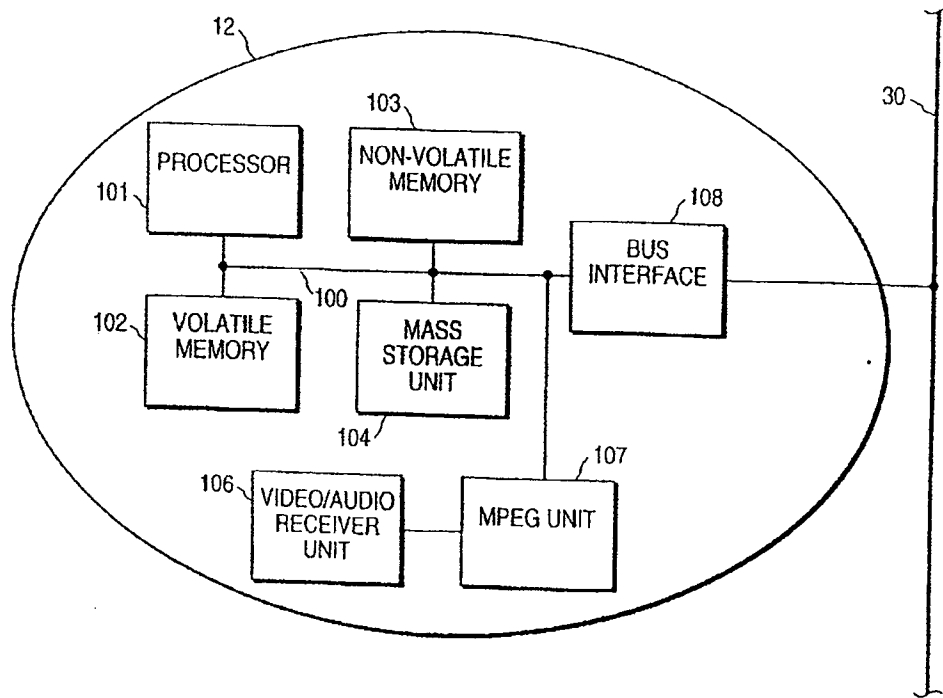 12
30
103
PROCESSOR
NON-VOLATILE
MEMORY
101
108
BUS
INTERFACE
100
102
VOLATILE
MEMORY
MASS
STORAGE
UNIT
104
107
106
VIDEO/AUDIO
RECEIVER
UNIT
MPEG UNIT